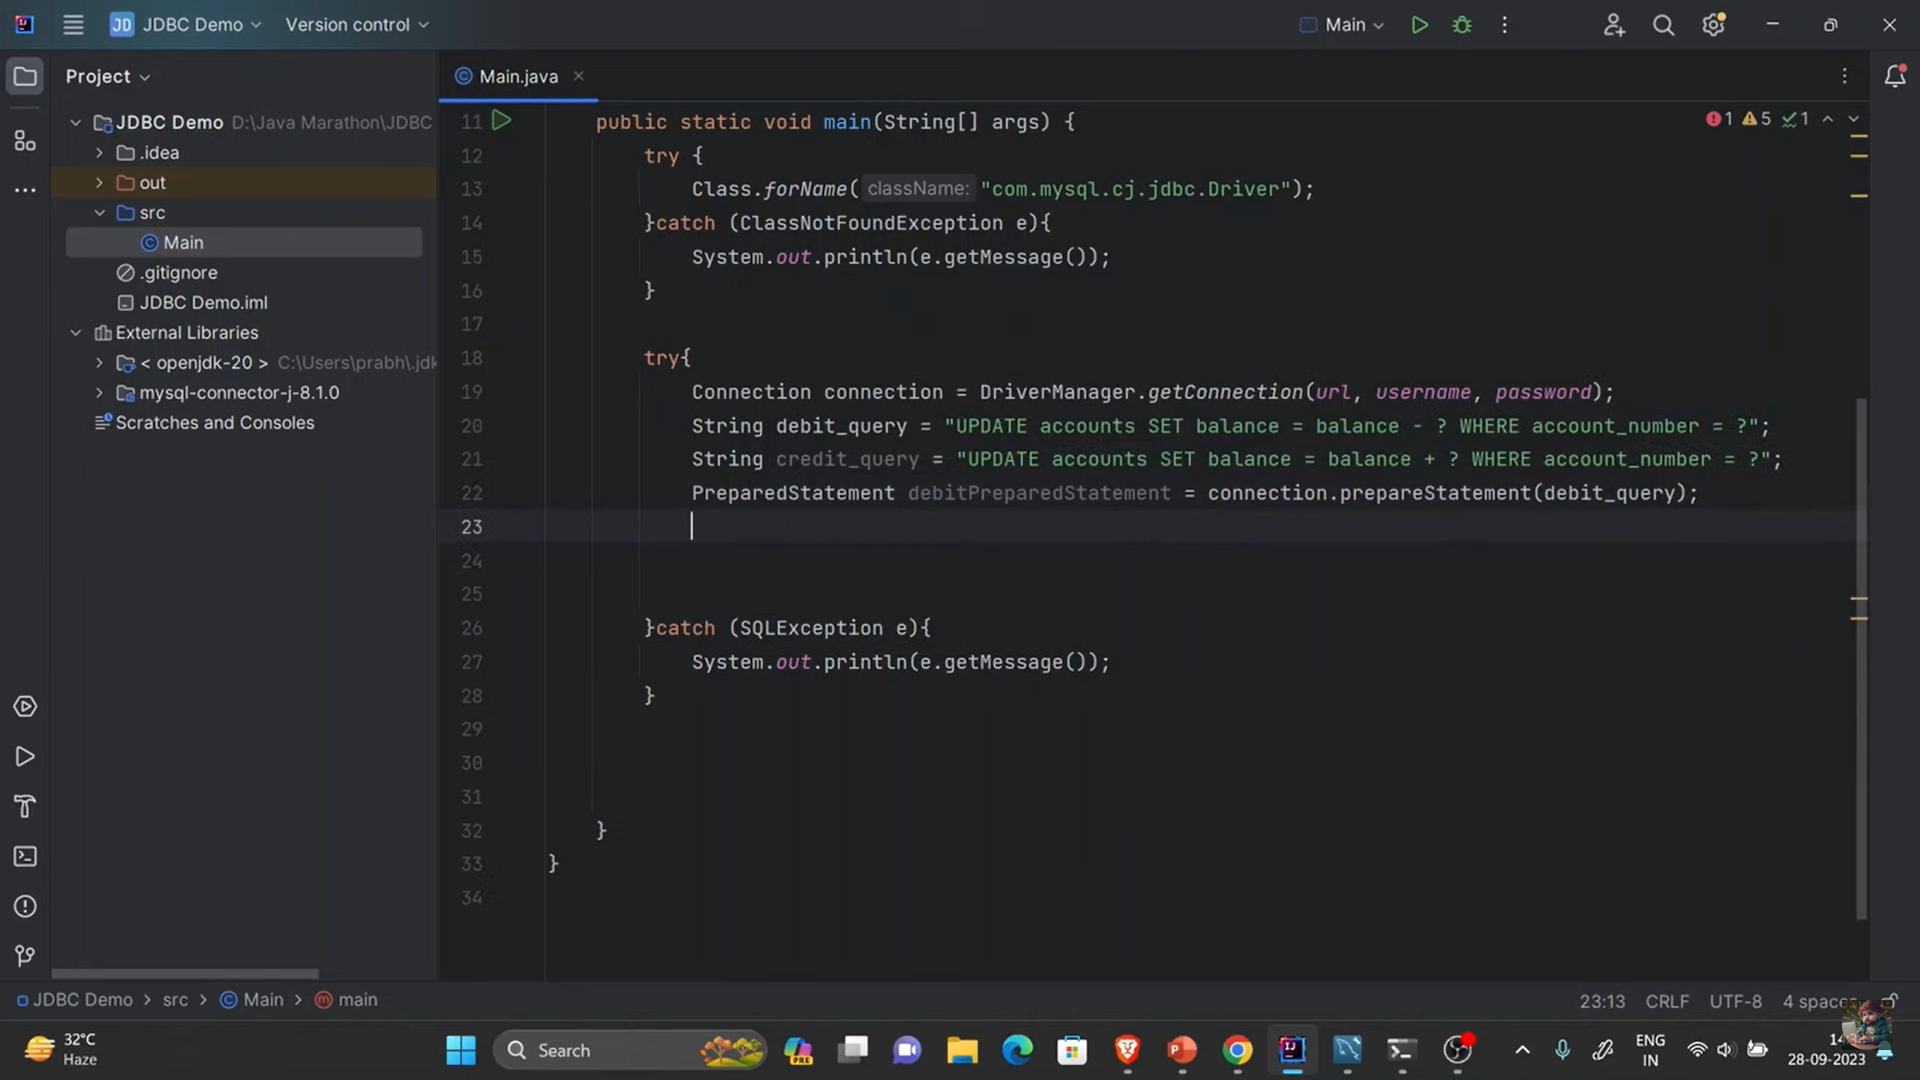 JD JDBC Demo Version control Main
Project
Main.java
JDBC Demo D:\Java Marathon\JDBC
.idea
out
src
Main
.gitignore
JDBC Demo.iml
External Libraries
< openjdk-20 > C:\Users\prabh\.jdk
mysql-connector-j-8.1.0
Scratches and Consoles
1 5 1
11 public static void main(String[] args) {
12 try {
13 Class.forName( className: "com.mysql.cj.jdbc.Driver");
14 }catch (ClassNotFoundException e){
15 System.out.println(e.getMessage());
16 }
17
18 try{
19 Connection connection = DriverManager.getConnection(url, username, password);
20 String debit_query = "UPDATE accounts SET balance = balance - ? WHERE account_number = ?";
21 String credit_query = "UPDATE accounts SET balance = balance + ? WHERE account_number = ?";
22 PreparedStatement debitPreparedStatement = connection.prepareStatement(debit_query);
23
24
25
26 }catch (SQLException e){
27 System.out.println(e.getMessage());
28 }
29
30
31
32 }
33 }
34
JDBC Demo > src > Main > main 23:13 CRLF UTF-8 4 spaces
32°C
Haze
Search
PRE
ENG
IN
28-09-2023